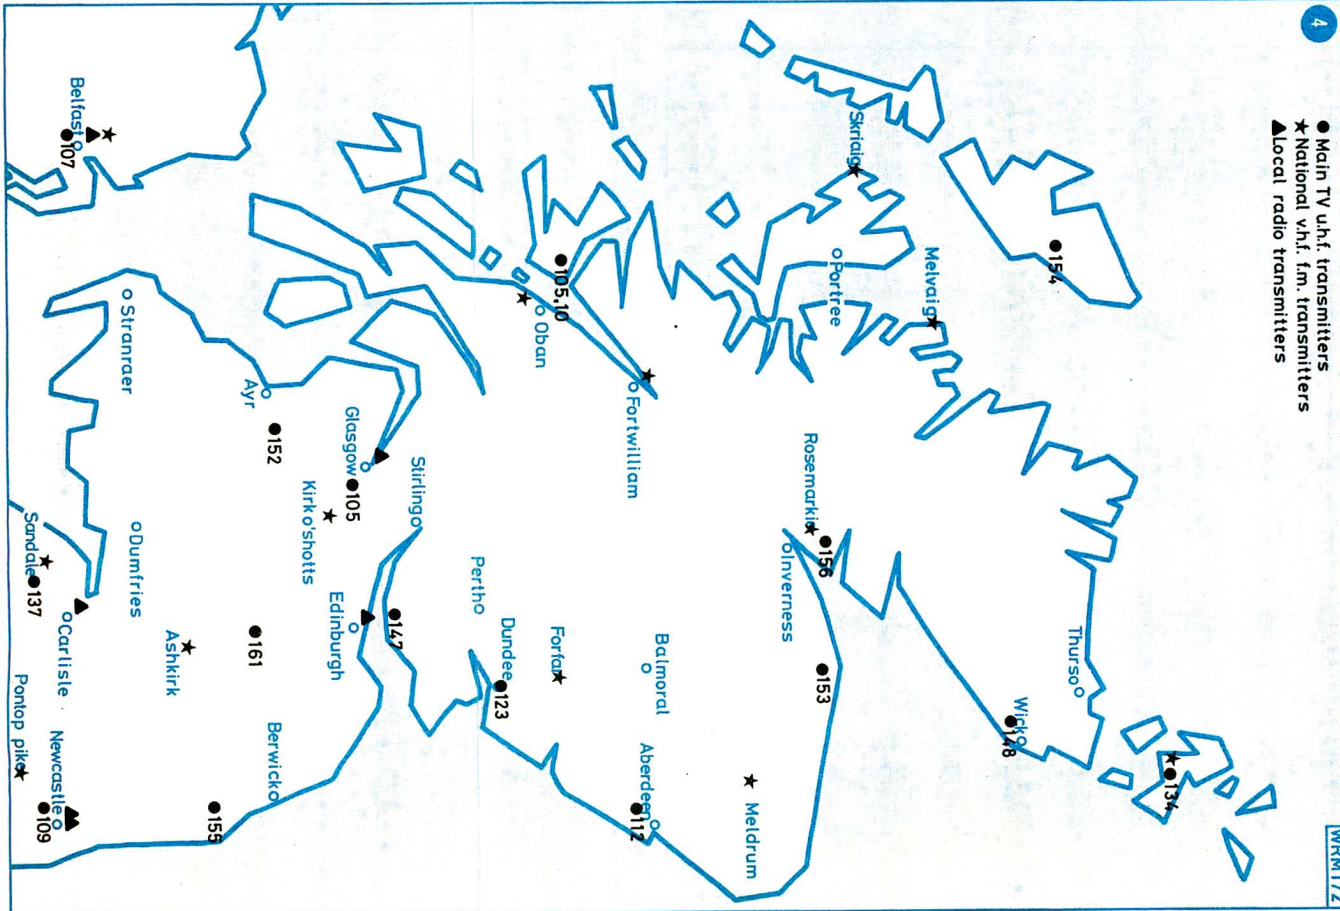 4
● Main TV u.h.f. transmitters
★ National v.h.f. f.m. transmitters
▲ Local radio transmitters
WRM172
134
Thurso
Wick
148
154
Melvaig
Skriaig
Portree
Rosemarkie
156
Inverness
153
Meldrum
Fortwilliam
Balmoral
Aberdeen
112
105,10
Oban
Forfar
Dundee
123
Perth
Stirling
147
Glasgow
105
Kirk o'shotts
Edinburgh
Ayr
152
161
Berwick
155
Ashkirk
Stranraer
Dumfries
Belfast
107
Sandale
137
Carlisle
Newcastle
109
Pontop pike